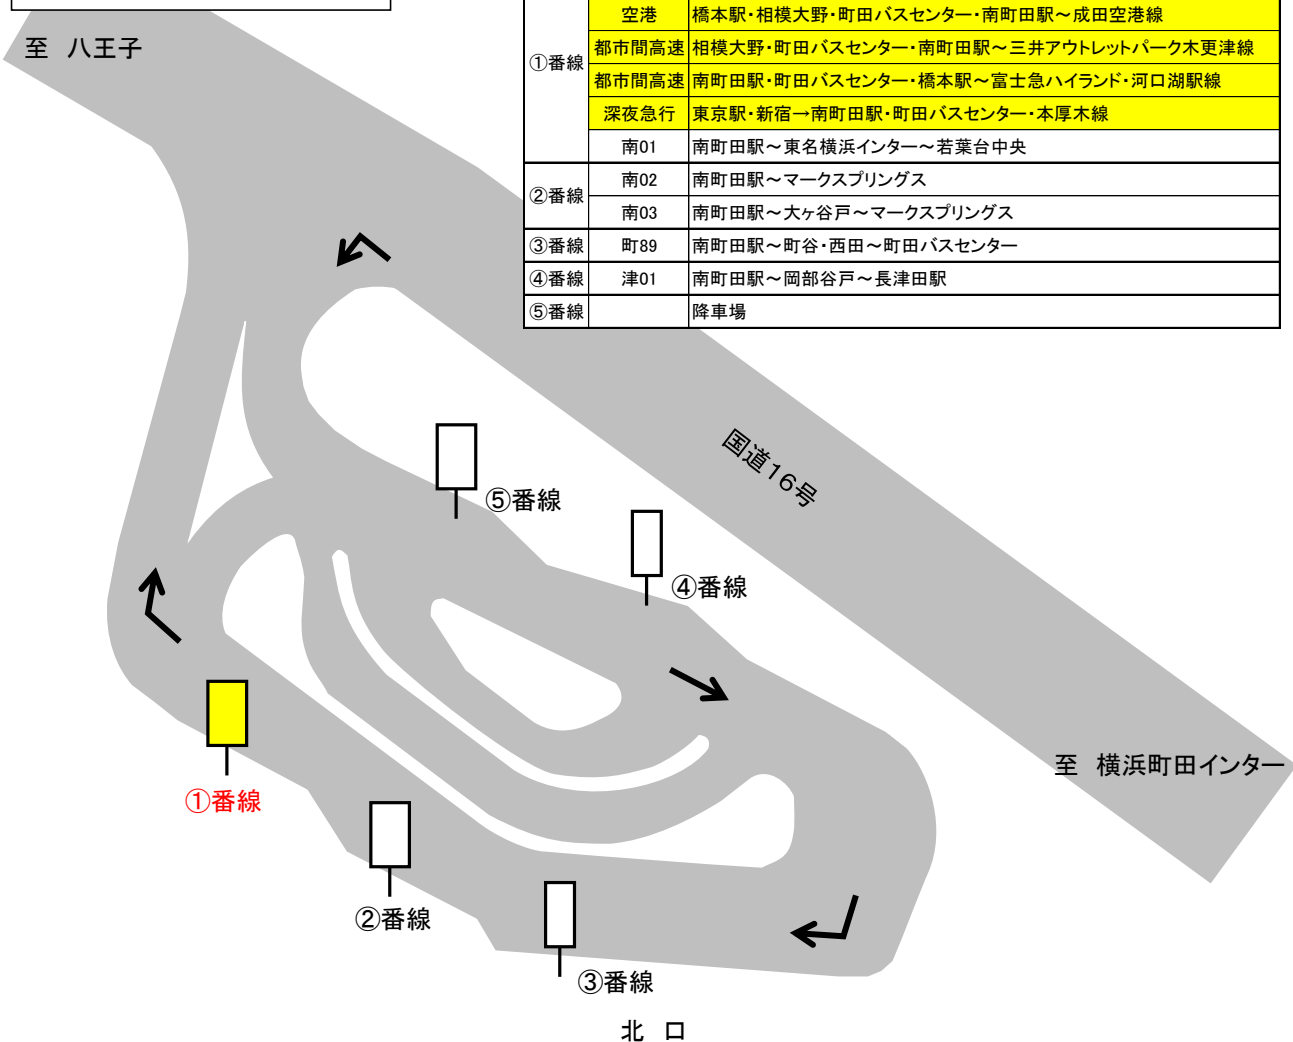 至 八王子
①番線
空港 橋本駅・相模大野・町田バスセンター・南町田駅～成田空港線
都市間高速 相模大野・町田バスセンター・南町田駅～三井アウトレットパーク木更津線
都市間高速 南町田駅・町田バスセンター・橋本駅～富士急ハイランド・河口湖駅線
深夜急行 東京駅・新宿→南町田駅・町田バスセンター・本厚木線
南01 南町田駅～東名横浜インター～若葉台中央
②番線
南02 南町田駅～マークスプリングス
南03 南町田駅～大ヶ谷戸～マークスプリングス
③番線 町89 南町田駅～町谷・西田～町田バスセンター
④番線 津01 南町田駅～岡部谷戸～長津田駅
⑤番線 降車場
国道16号
⑤番線
④番線
至 横浜町田インター
①番線
②番線
③番線
北 口